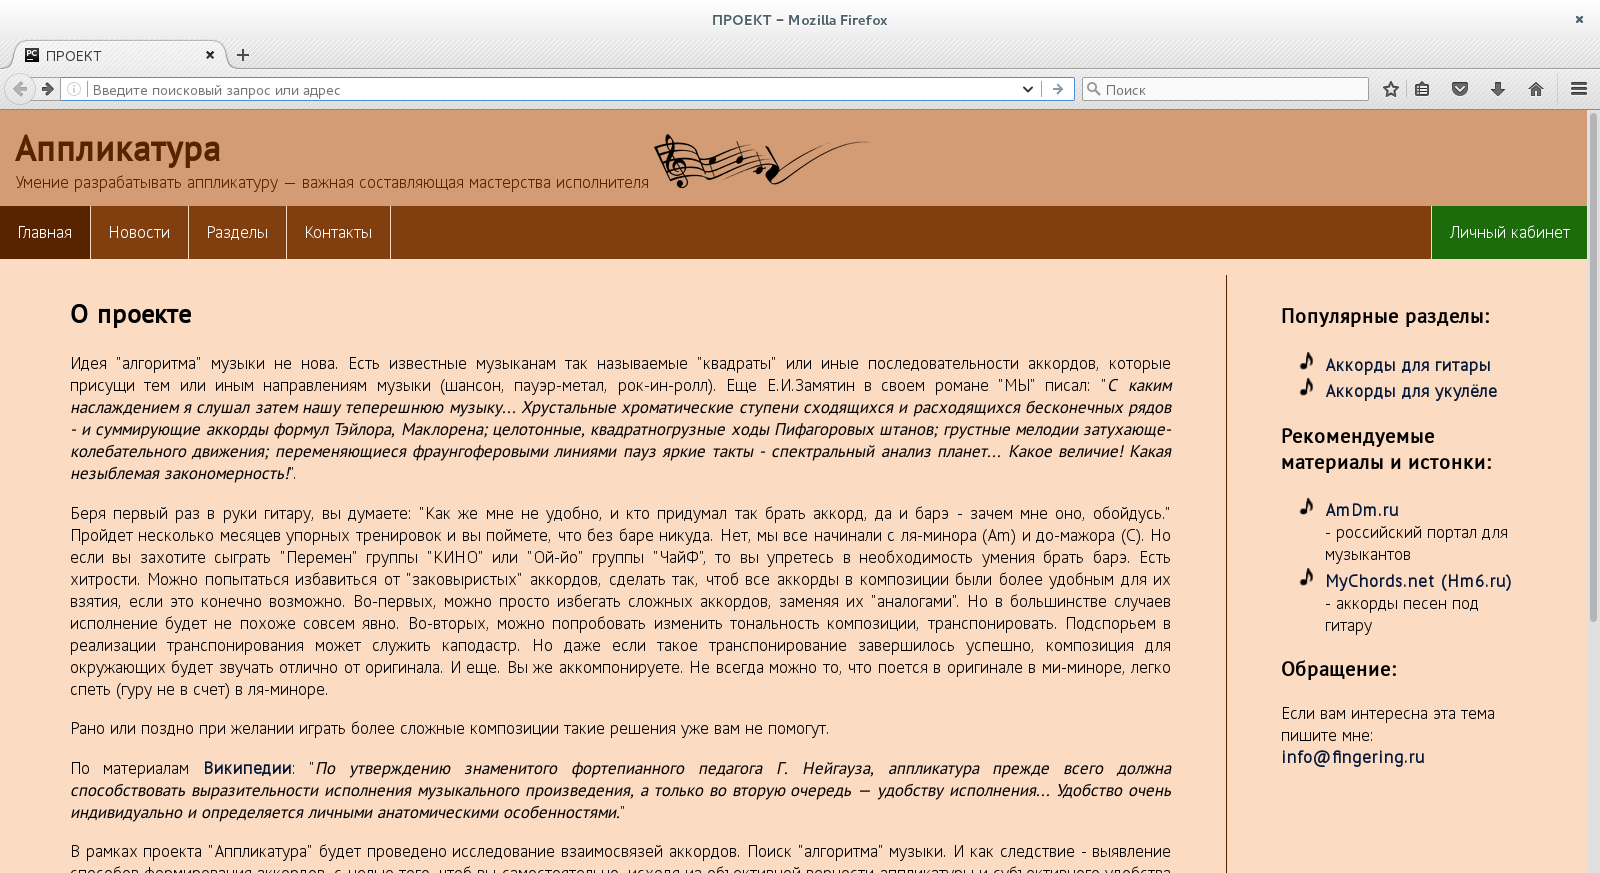 ПРОЕКТ – Mozilla Firefox
PC ПРОЕКТ
Введите поисковый запрос или адрес
Поиск
Аппликатура
Умение разрабатывать аппликатуру — важная составляющая мастерства исполнителя
Главная
Новости
Разделы
Контакты
Личный кабинет
О проекте
Идея "алгоритма" музыки не нова. Есть известные музыканам так называемые "квадраты" или иные последовательности аккордов, которые
присущи тем или иным направлениям музыки (шансон, пауэр-метал, рок-ин-ролл). Еще Е.И.Замятин в своем романе "МЫ" писал: "С каким
наслаждением я слушал затем нашу теперешнюю музыку... Хрустальные хроматические ступени сходящихся и расходящихся бесконечных рядов
- и суммирующие аккорды формул Тэйлора, Маклорена; целотонные, квадратногрузные ходы Пифагоровых штанов; грустные мелодии затухающе-
колебательного движения; переменяющиеся фраунгоферовыми линиями пауз яркие такты - спектральный анализ планет... Какое величие! Какая
незыблемая закономерность!".
Беря первый раз в руки гитару, вы думаете: "Как же мне не удобно, и кто придумал так брать аккорд, да и барэ - зачем мне оно, обойдусь."
Пройдет несколько месяцев упорных тренировок и вы поймете, что без баре никуда. Нет, мы все начинали с ля-минора (Am) и до-мажора (C). Но
если вы захотите сыграть "Перемен" группы "КИНО" или "Ой-йо" группы "ЧайФ", то вы упретесь в необходимость умения брать барэ. Есть
хитрости. Можно попытаться избавиться от "заковыристых" аккордов, сделать так, чтоб все аккорды в композиции были более удобным для их
взятия, если это конечно возможно. Во-первых, можно просто избегать сложных аккордов, заменяя их "аналогами". Но в большинстве случаев
исполнение будет не похоже совсем явно. Во-вторых, можно попробовать изменить тональность композиции, транспонировать. Подспорьем в
реализации транспонирования может служить каподастр. Но даже если такое транспонирование завершилось успешно, композиция для
окружающих будет звучать отлично от оригинала. И еще. Вы же аккомпонируете. Не всегда можно то, что поется в оригинале в ми-миноре, легко
спеть (гуру не в счет) в ля-миноре.
Рано или поздно при желании играть более сложные композиции такие решения уже вам не помогут.
По материалам Википедии: "По утверждению знаменитого фортепианного педагога Г. Нейгауза, аппликатура прежде всего должна
способствовать выразительности исполнения музыкального произведения, а только во вторую очередь — удобству исполнения... Удобство очень
индивидуально и определяется личными анатомическими особенностями."
В рамках проекта "Аппликатура" будет проведено исследование взаимосвязей аккордов. Поиск "алгоритма" музыки. И как следствие - выявление
способов формирования аккордов, с целью того, чтоб вы самостоятельно, исходя из объективной верности аппликатуры и субъективного удобства
Популярные разделы:
Аккорды для гитары
Аккорды для укулёле
Рекомендуемые
материалы и истонки:
AmDm.ru
- российский портал для
музыкантов
MyChords.net (Hm6.ru)
- аккорды песен под
гитару
Обращение:
Если вам интересна эта тема
пишите мне:
info@fingering.ru